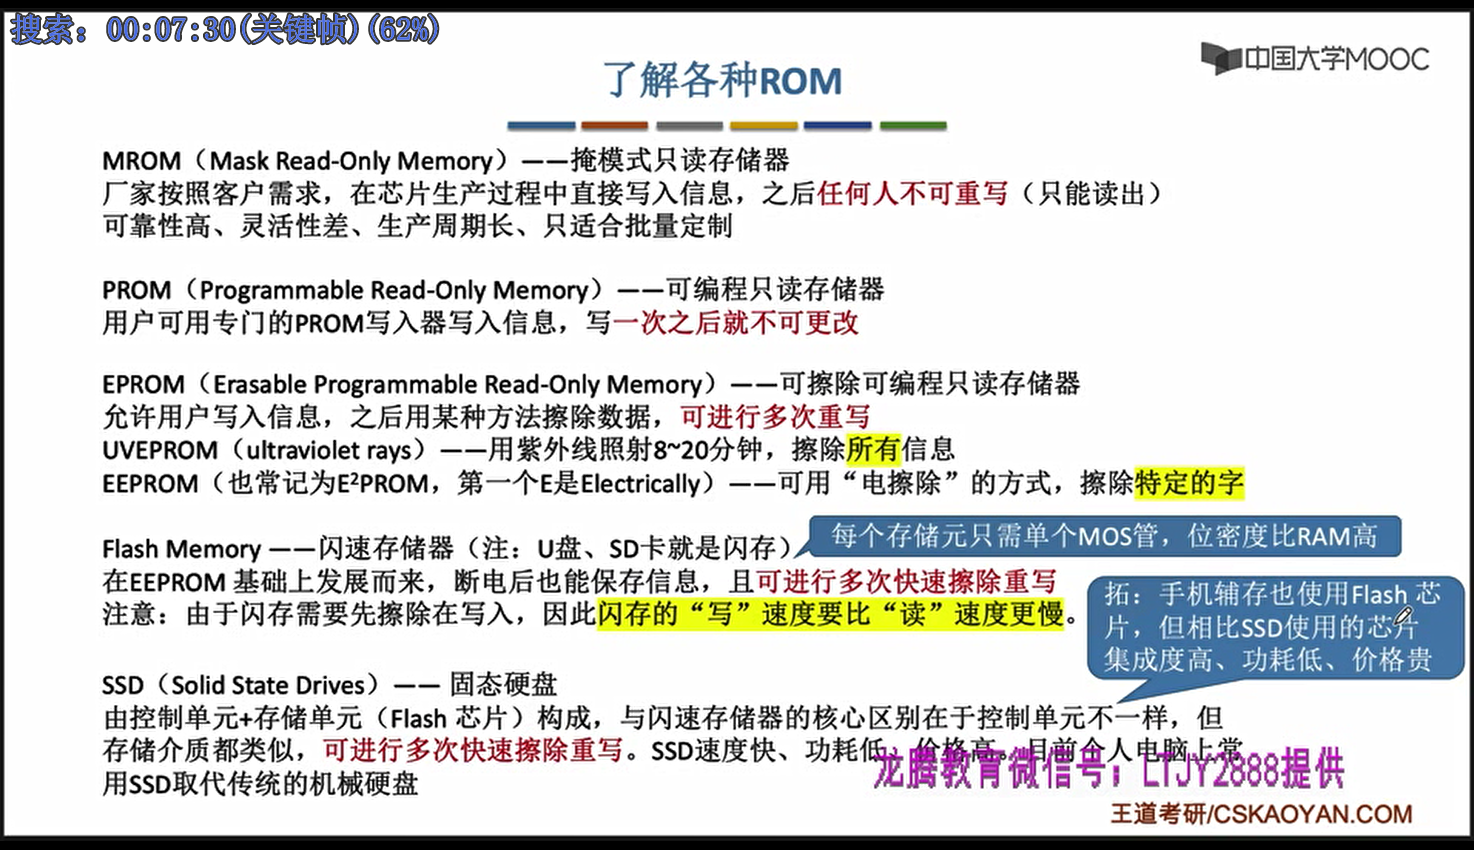 搜索: 00:07:30(关键帧)(62%)
中国大学MOOC
了解各种ROM
MROM（Mask Read-Only Memory）——掩模式只读存储器
厂家按照客户需求，在芯片生产过程中直接写入信息，之后任何人不可重写（只能读出）
可靠性高、灵活性差、生产周期长、只适合批量定制
PROM（Programmable Read-Only Memory）——可编程只读存储器
用户可用专门的PROM写入器写入信息，写一次之后就不可更改
EPROM（Erasable Programmable Read-Only Memory）——可擦除可编程只读存储器
允许用户写入信息，之后用某种方法擦除数据，可进行多次重写
UVEPROM（ultraviolet rays）——用紫外线照射8~20分钟，擦除所有信息
EEPROM（也常记为E²PROM，第一个E是Electrically）——可用“电擦除”的方式，擦除特定的字
每个存储元只需单个MOS管，位密度比RAM高
Flash Memory ——闪速存储器（注：U盘、SD卡就是闪存）
在EEPROM 基础上发展而来，断电后也能保存信息，且可进行多次快速擦除重写
注意：由于闪存需要先擦除在写入，因此闪存的“写”速度要比“读”速度更慢。
拓：手机辅存也使用Flash 芯
片，但相比SSD使用的芯片
集成度高、功耗低、价格贵
SSD（Solid State Drives）—— 固态硬盘
由控制单元+存储单元（Flash 芯片）构成，与闪速存储器的核心区别在于控制单元不一样，但
存储介质都类似，可进行多次快速擦除重写。SSD速度快、功耗低、价格高。目前个人电脑上常
用SSD取代传统的机械硬盘
龙腾教育微信号；LTJY2888提供
王道考研/CSKAOYAN.COM